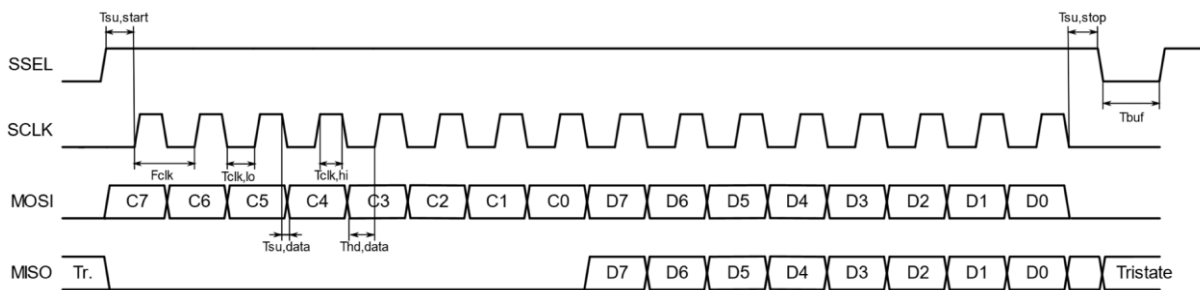 Tsu,start Tsu,stop
SSEL
Tbuf
SCLK
Fclk Tclk,lo Tclk,hi
MOSI C7 C6 C5 C4 C3 C2 C1 C0 D7 D6 D5 D4 D3 D2 D1 D0
Tsu,data Thd,data
MISO Tr. D7 D6 D5 D4 D3 D2 D1 D0 Tristate